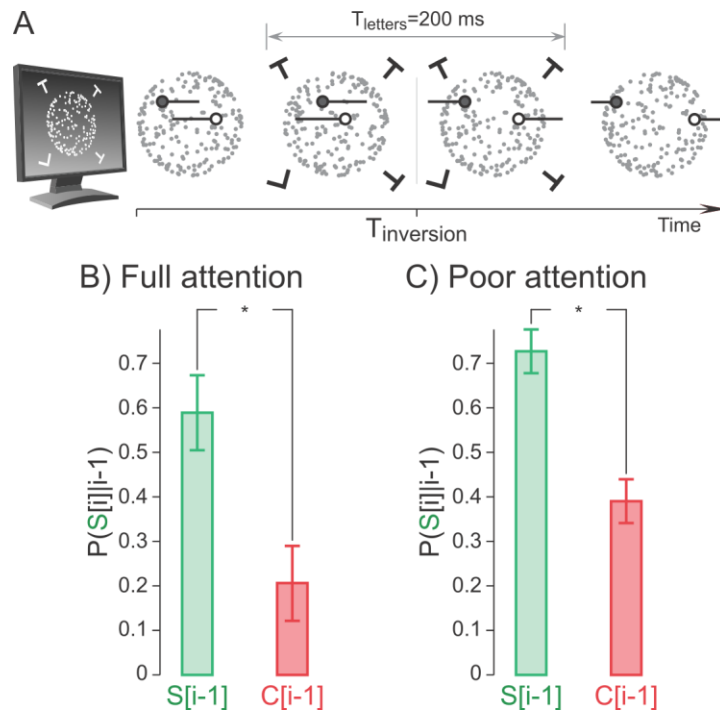 A
T_letters=200 ms
T_inversion
Time
B) Full attention
*
P(S[i]|i-1)
0.7
0.6
0.5
0.4
0.3
0.2
0.1
0
S[i-1]
C[i-1]
C) Poor attention
*
P(S[i]|i-1)
0.7
0.6
0.5
0.4
0.3
0.2
0.1
0
S[i-1]
C[i-1]